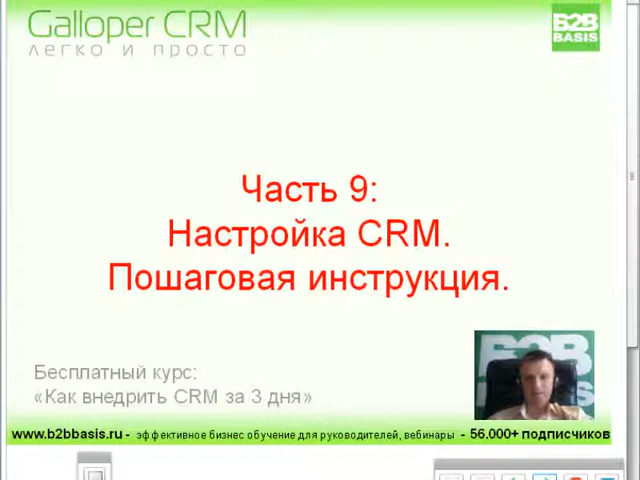 Galloper CRM
легко и просто
B2B
BASIS
Часть 9:
Настройка CRM.
Пошаговая инструкция.
B2B
Бесплатный курс:
«Как внедрить CRM за 3 дня»
www.b2bbasis.ru - эффективное бизнес обучение для руководителей, вебинары - 56.000+ подписчиков